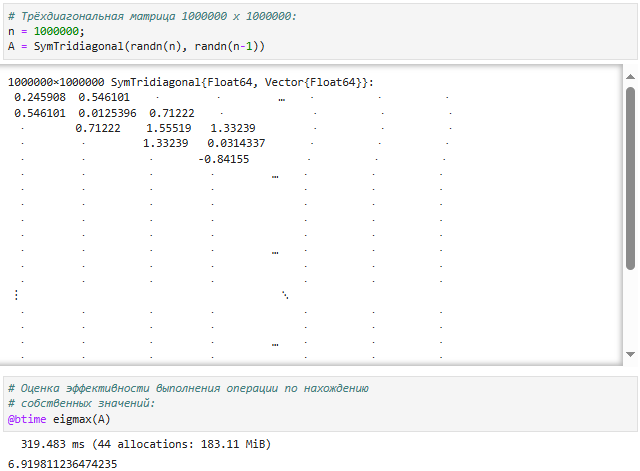 # Трёхдиагональная матрица 1000000 x 1000000:
n = 1000000;
A = SymTridiagonal(randn(n), randn(n-1))
1000000×1000000 SymTridiagonal{Float64, Vector{Float64}}:
0.245908 0.546101 ⋅ ⋅ … ⋅ ⋅ ⋅
0.546101 0.0125396 0.71222 ⋅ ⋅ ⋅ ⋅
⋅ 0.71222 1.55519 1.33239 ⋅ ⋅ ⋅
⋅ ⋅ 1.33239 0.0314337 ⋅ ⋅ ⋅
⋅ ⋅ ⋅ -0.84155 ⋅ ⋅ ⋅
⋅ ⋅ ⋅ ⋅ … ⋅ ⋅ ⋅
⋅ ⋅ ⋅ ⋅ ⋅ ⋅ ⋅
⋅ ⋅ ⋅ ⋅ ⋅ ⋅ ⋅
⋅ ⋅ ⋅ ⋅ ⋅ ⋅ ⋅
⋅ ⋅ ⋅ ⋅ ⋅ ⋅ ⋅
⋅ ⋅ ⋅ ⋅ … ⋅ ⋅ ⋅
⋅ ⋅ ⋅ ⋅ ⋅ ⋅ ⋅
⋅ ⋅ ⋅ ⋅ ⋅ ⋅ ⋅
⋮ ⋱
⋅ ⋅ ⋅ ⋅ ⋅ ⋅ ⋅
⋅ ⋅ ⋅ ⋅ ⋅ ⋅ ⋅
⋅ ⋅ ⋅ ⋅ … ⋅ ⋅ ⋅
⋅ ⋅ ⋅ ⋅ ⋅ ⋅ ⋅
# Оценка эффективности выполнения операции по нахождению
# собственных значений:
@btime eigmax(A)
319.483 ms (44 allocations: 183.11 MiB)
6.919811236474235